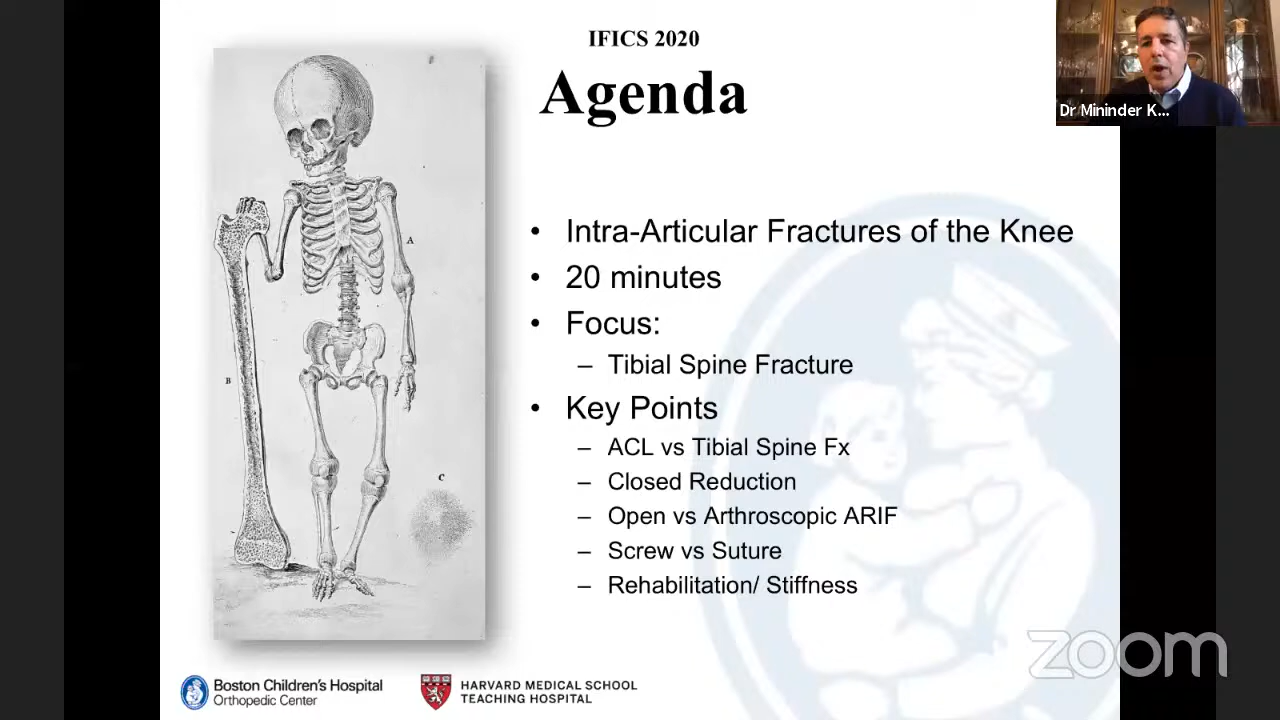 IFICS 2020
Agenda
Dr Mininder K...
• Intra-Articular Fractures of the Knee
• 20 minutes
• Focus:
– Tibial Spine Fracture
• Key Points
– ACL vs Tibial Spine Fx
– Closed Reduction
– Open vs Arthroscopic ARIF
– Screw vs Suture
– Rehabilitation/ Stiffness
A
B
C
zoom
Boston Children's Hospital
Orthopedic Center
HARVARD MEDICAL SCHOOL
TEACHING HOSPITAL